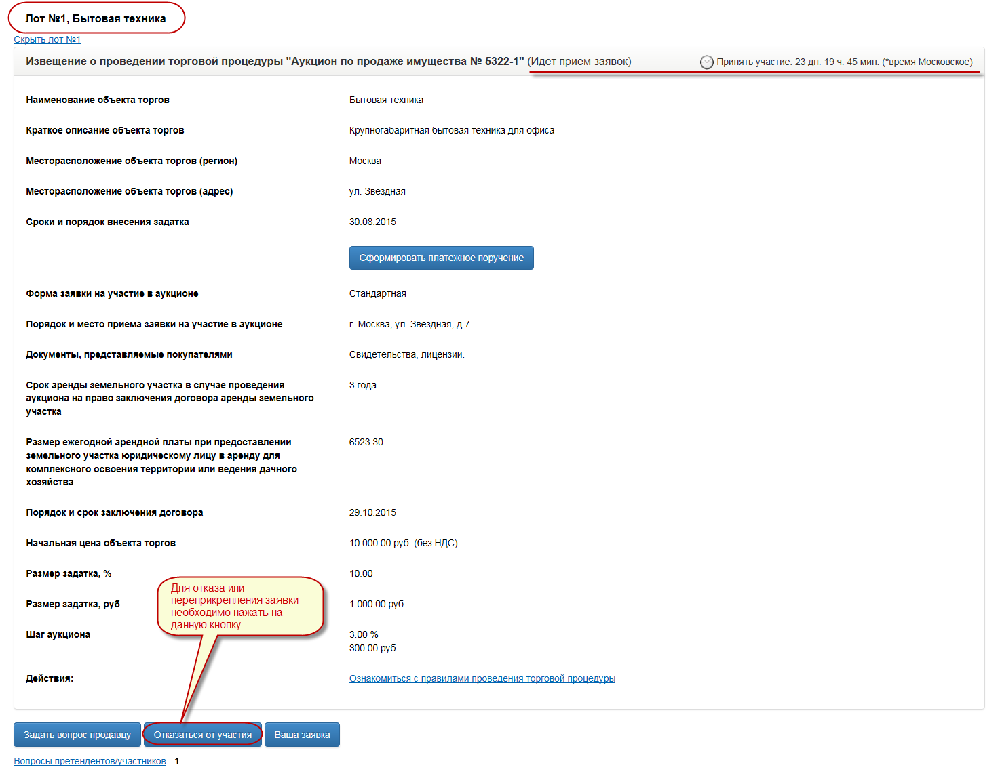 Лот №1, Бытовая техника
Скрыть лот №1
Извещение о проведении торговой процедуры "Аукцион по продаже имущества № 5322-1" (Идет прием заявок)
Принять участие: 23 дн. 19 ч. 45 мин. (*время Московское)
Наименование объекта торгов
Бытовая техника
Краткое описание объекта торгов
Крупногабаритная бытовая техника для офиса
Месторасположение объекта торгов (регион)
Москва
Месторасположение объекта торгов (адрес)
ул. Звездная
Сроки и порядок внесения задатка
30.08.2015
Сформировать платежное поручение
Форма заявки на участие в аукционе
Стандартная
Порядок и место приема заявки на участие в аукционе
г. Москва, ул. Звездная, д.7
Документы, представляемые покупателями
Свидетельства, лицензии.
Срок аренды земельного участка в случае проведения
аукциона на право заключения договора аренды земельного
участка
3 года
Размер ежегодной арендной платы при предоставлении
земельного участка юридическому лицу в аренду для
комплексного освоения территории или ведения дачного
хозяйства
6523.30
Порядок и срок заключения договора
29.10.2015
Начальная цена объекта торгов
10 000.00 руб. (без НДС)
Размер задатка, %
10.00
Размер задатка, руб
1 000.00 руб
Для отказа или
переприкрепления заявки
необходимо нажать на
данную кнопку
Шаг аукциона
3.00 %
300.00 руб
Действия:
Ознакомиться с правилами проведения торговой процедуры
Задать вопрос продавцу
Отказаться от участия
Ваша заявка
Вопросы претендентов/участников - 1